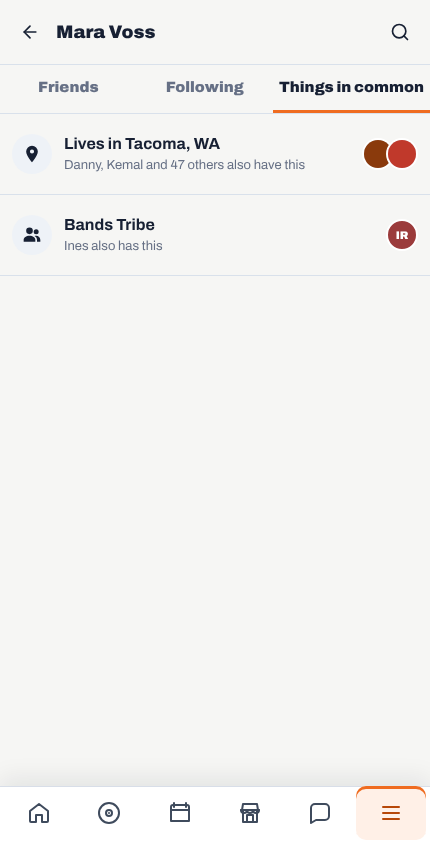 Mara Voss
Friends
Following
Things in common
Lives in Tacoma, WA
Danny, Kemal and 47 others also have this
Bands Tribe
Ines also has this
IR